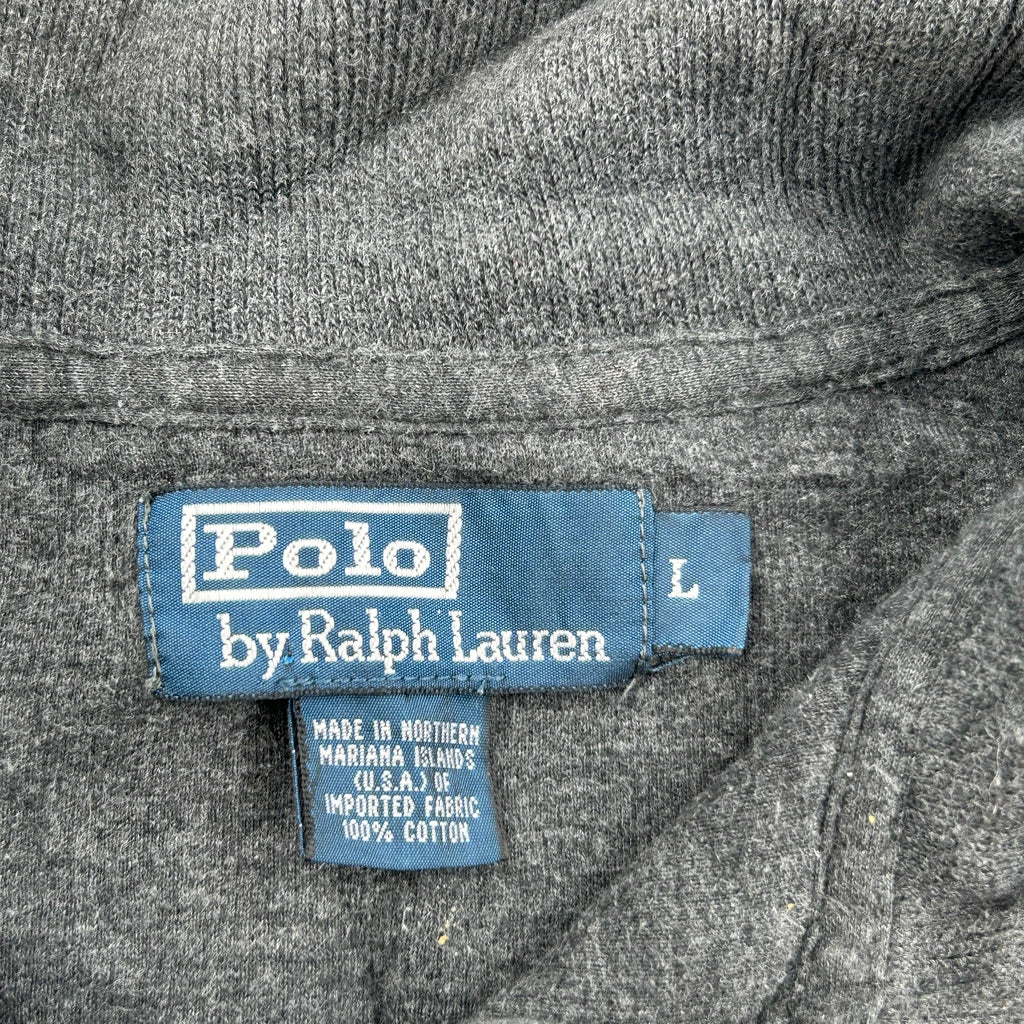 Polo
by Ralph Lauren
L
MADE IN NORTHERN
MARIANA ISLANDS
(U.S.A.) OF
IMPORTED FABRIC
100% COTTON